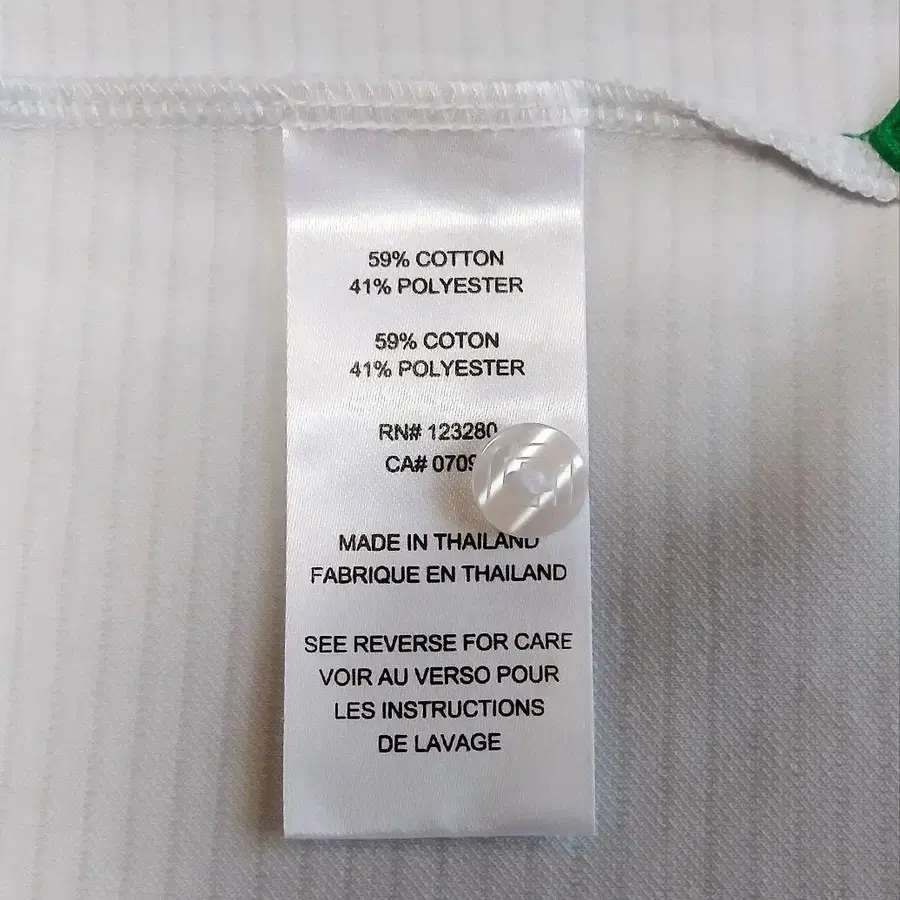 59% COTTON
41% POLYESTER
59% COTON
41% POLYESTER
RN# 123280
CA#
MADE IN THAILAND
FABRIQUE EN THAILAND
SEE REVERSE FOR CARE
VOIR AU VERSO POUR
LES INSTRUCTIONS
DE LAVAGE